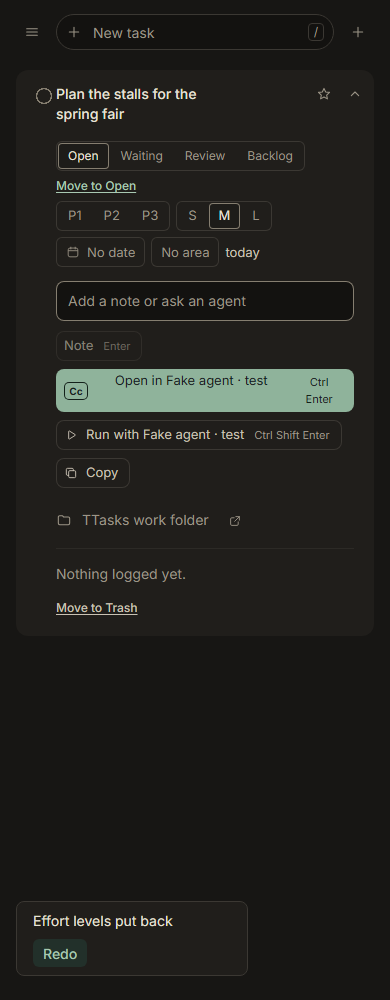 New task /
Plan the stalls for the
spring fair
Open Waiting Review Backlog
Move to Open
P1 P2 P3 S M L
No date No area today
Add a note or ask an agent
Note Enter
Cc Open in Fake agent · test Ctrl
Enter
Run with Fake agent · test Ctrl Shift Enter
Copy
TTasks work folder
Nothing logged yet.
Move to Trash
Effort levels put back
Redo